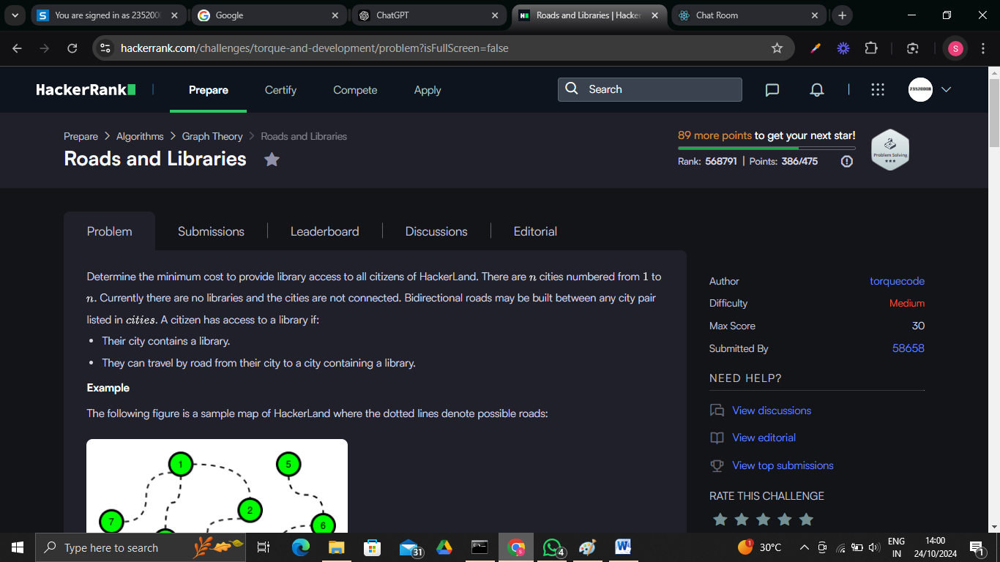 You are signed in as 235200
Google
ChatGPT
Roads and Libraries | Hacker
Chat Room
hackerrank.com/challenges/torque-and-development/problem?isFullScreen=false
S
HackerRank
Prepare
Certify
Compete
Apply
Search
23520008
Prepare > Algorithms > Graph Theory > Roads and Libraries
Roads and Libraries
89 more points to get your next star!
Rank: 568791 | Points: 386/475
Problem Solving
Problem
Submissions
Leaderboard
Discussions
Editorial
Determine the minimum cost to provide library access to all citizens of HackerLand. There are n cities numbered from 1 to
n. Currently there are no libraries and the cities are not connected. Bidirectional roads may be built between any city pair
listed in cities. A citizen has access to a library if:
• Their city contains a library.
• They can travel by road from their city to a city containing a library.
Example
The following figure is a sample map of HackerLand where the dotted lines denote possible roads:
1
5
2
7
6
Author torquecode
Difficulty Medium
Max Score 30
Submitted By 58658
NEED HELP?
View discussions
View editorial
View top submissions
RATE THIS CHALLENGE
Type here to search
31
4
1
30°C
ENG
IN
14:00
24/10/2024
1